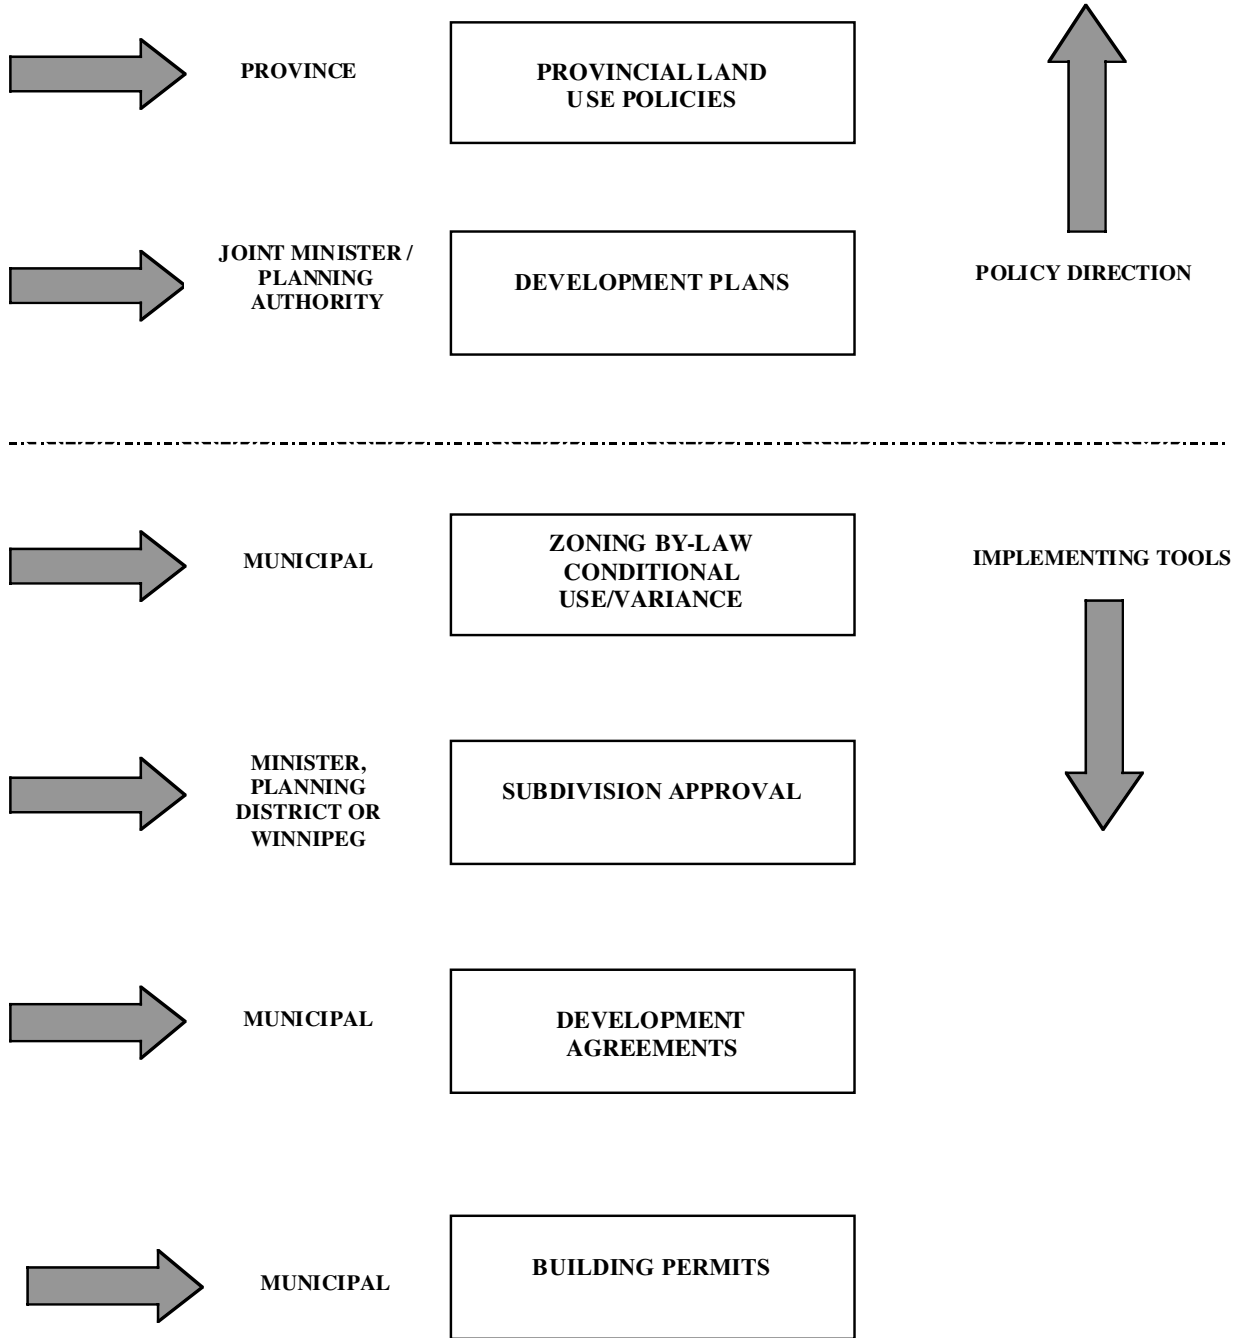 PROVINCE
PROVINCIAL LAND
USE POLICIES
JOINT MINISTER /
PLANNING
AUTHORITY
DEVELOPMENT PLANS
POLICY DIRECTION
MUNICIPAL
ZONING BY-LAW
CONDITIONAL
USE/VARIANCE
IMPLEMENTING TOOLS
MINISTER,
PLANNING
DISTRICT OR
WINNIPEG
SUBDIVISION APPROVAL
MUNICIPAL
DEVELOPMENT
AGREEMENTS
MUNICIPAL
BUILDING PERMITS